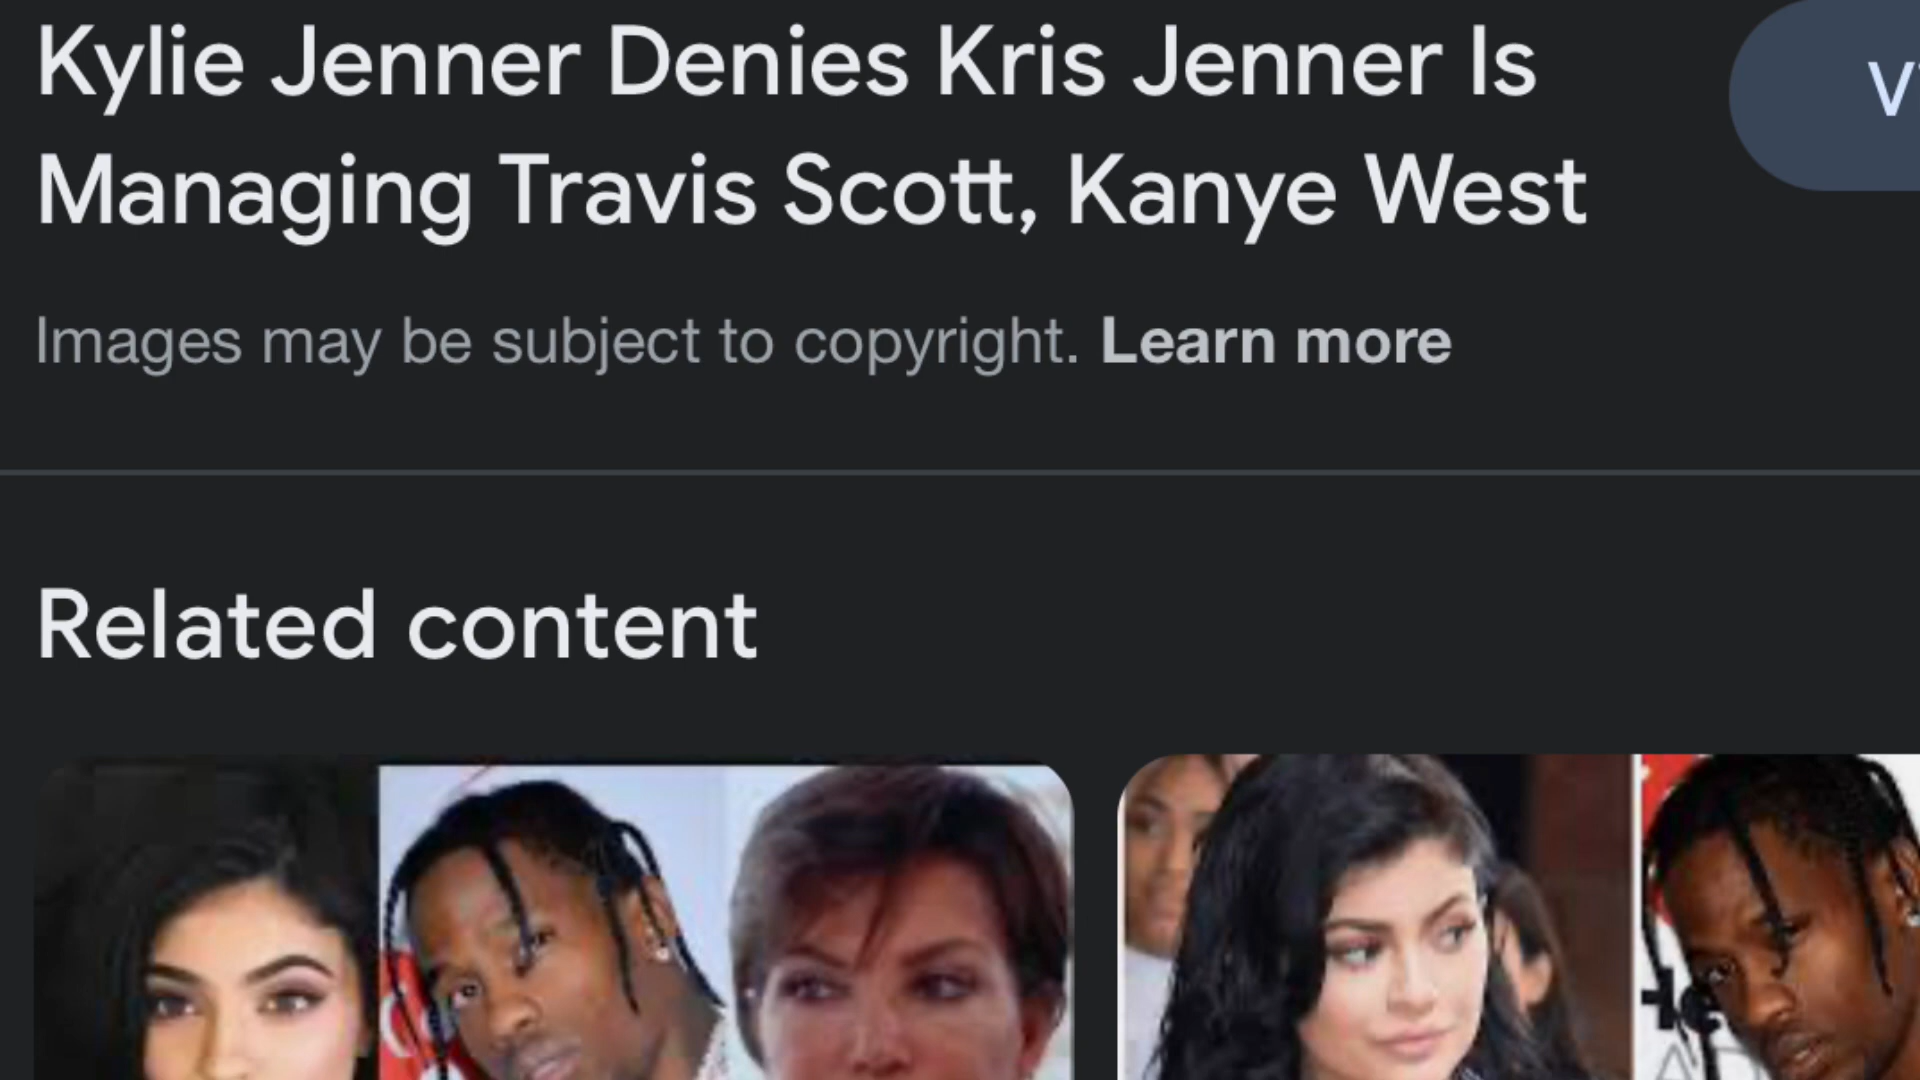 Kylie Jenner Denies Kris Jenner Is
Managing Travis Scott, Kanye West
Images may be subject to copyright. Learn more
Related content